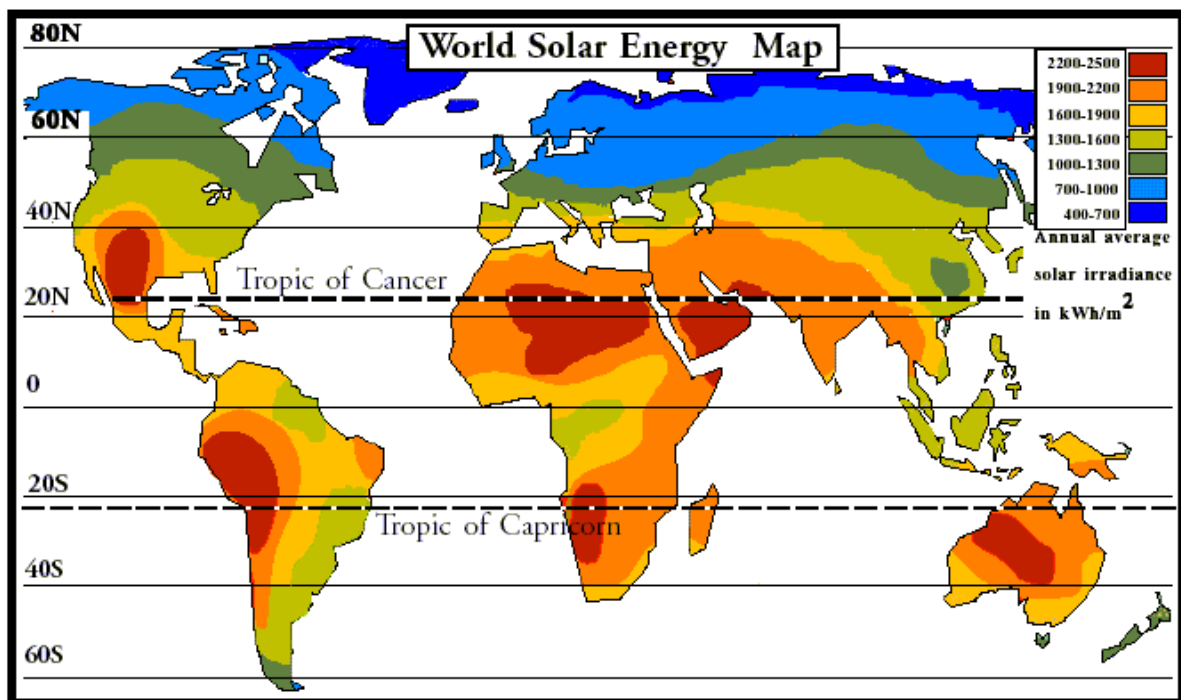 World Solar Energy Map
80N
60N
40N
20N
0
20S
40S
60S
Tropic of Cancer
Tropic of Capricorn
2200-2500
1900-2200
1600-1900
1300-1600
1000-1300
700-1000
400-700
Annual average
solar irradiance
in kWh/m²